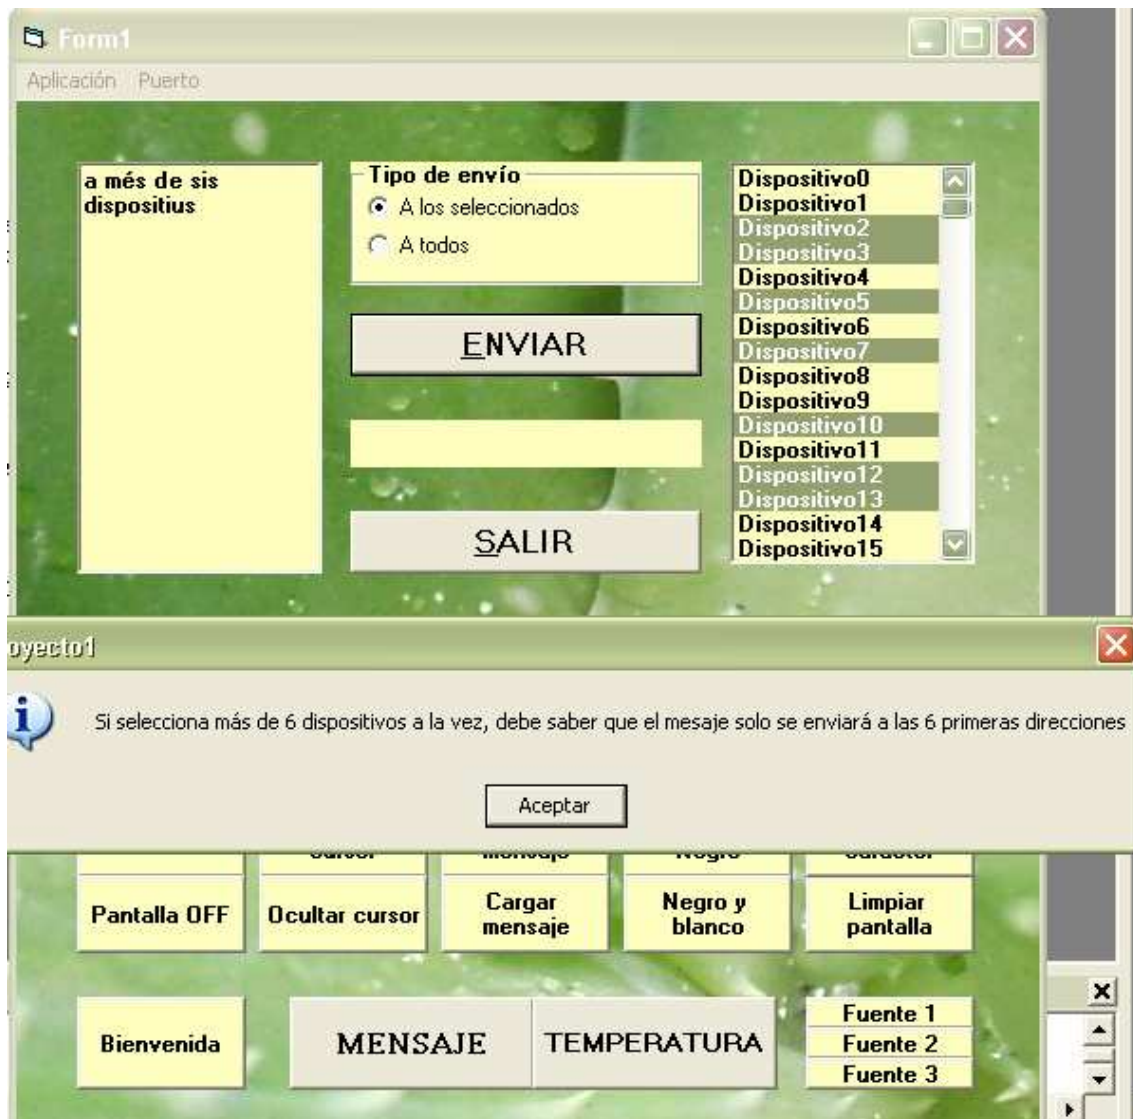 Form1
Aplicación Puerto
a més de sis
dispositius
Tipo de envío
A los seleccionados
A todos
ENVIAR
SALIR
Dispositivo0
Dispositivo1
Dispositivo2
Dispositivo3
Dispositivo4
Dispositivo5
Dispositivo6
Dispositivo7
Dispositivo8
Dispositivo9
Dispositivo10
Dispositivo11
Dispositivo12
Dispositivo13
Dispositivo14
Dispositivo15
oyecto1
Si selecciona más de 6 dispositivos a la vez, debe saber que el mesaje solo se enviará a las 6 primeras direcciones
Aceptar
Pantalla OFF
Ocultar cursor
Cargar
mensaje
Negro y
blanco
Limpiar
pantalla
Bienvenida
MENSAJE
TEMPERATURA
Fuente 1
Fuente 2
Fuente 3